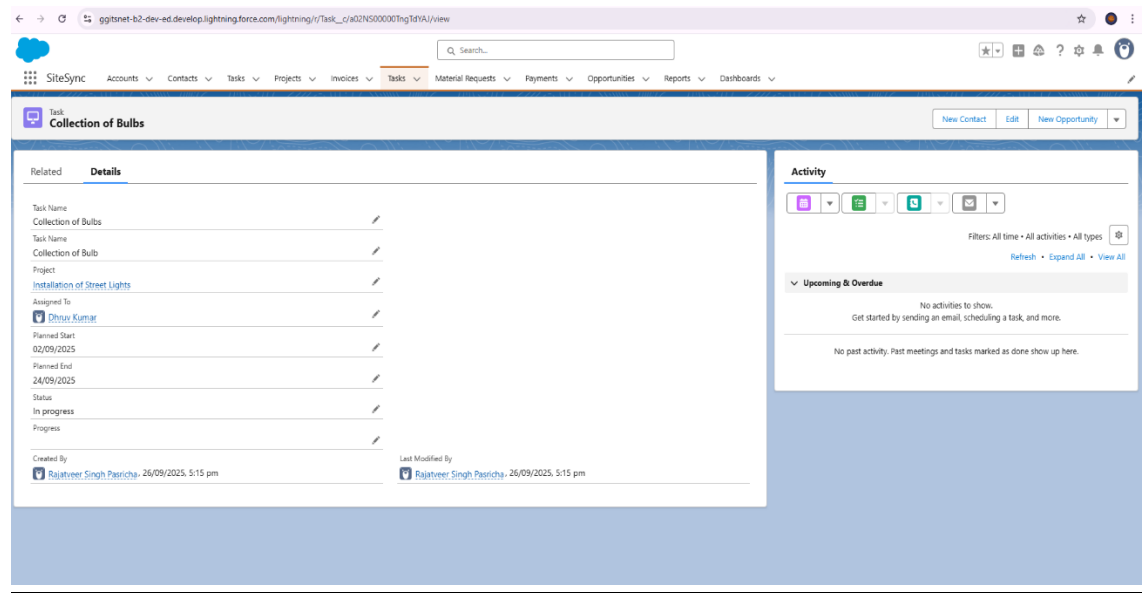 ggitsnet-b2-dev-ed.develop.lightning.force.com/lightning/r/Task__c/a02NS00000TngTdYAJ/view
Search...
SiteSync Accounts Contacts Tasks Projects Invoices Tasks Material Requests Payments Opportunities Reports Dashboards
Task
Collection of Bulbs
New Contact Edit New Opportunity
Related Details
Task Name
Collection of Bulbs
Task Name
Collection of Bulb
Project
Installation of Street Lights
Assigned To
Dhruv Kumar
Planned Start
02/09/2025
Planned End
24/09/2025
Status
In progress
Progress
Created By
Rajatveer Singh Pasricha, 26/09/2025, 5:15 pm
Last Modified By
Rajatveer Singh Pasricha, 26/09/2025, 5:15 pm
Activity
Filters: All time • All activities • All types
Refresh • Expand All • View All
Upcoming & Overdue
No activities to show.
Get started by sending an email, scheduling a task, and more.
No past activity. Past meetings and tasks marked as done show up here.